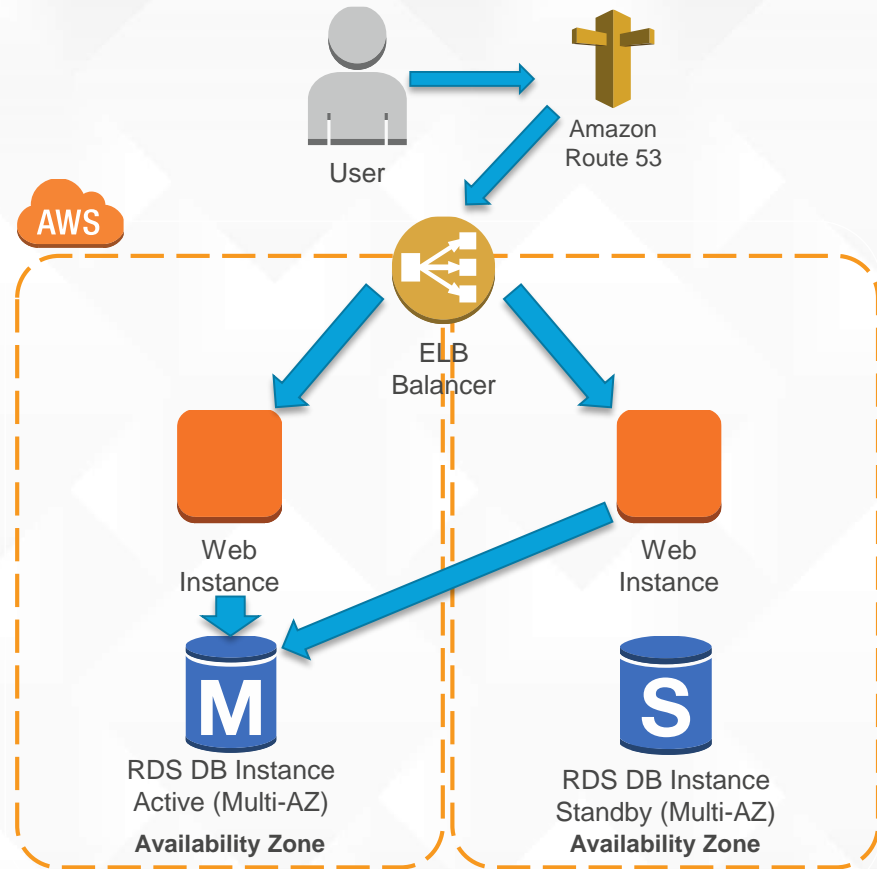 User
Amazon
Route 53
AWS
ELB
Balancer
Web
Instance
Web
Instance
M
RDS DB Instance
Active (Multi-AZ)
Availability Zone
S
RDS DB Instance
Standby (Multi-AZ)
Availability Zone